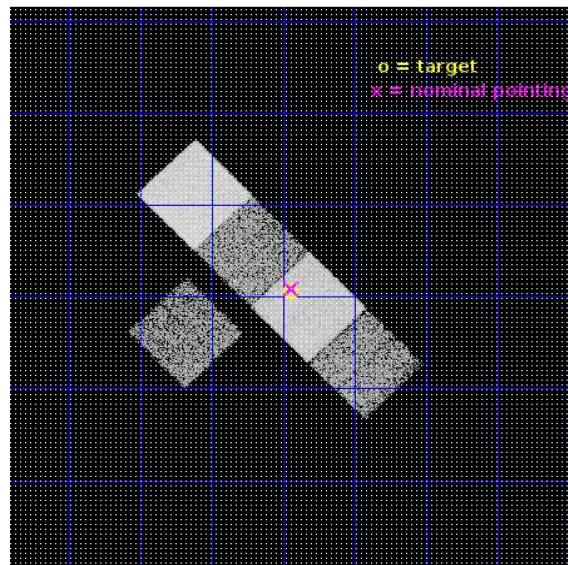 o = target
x = nominal pointing